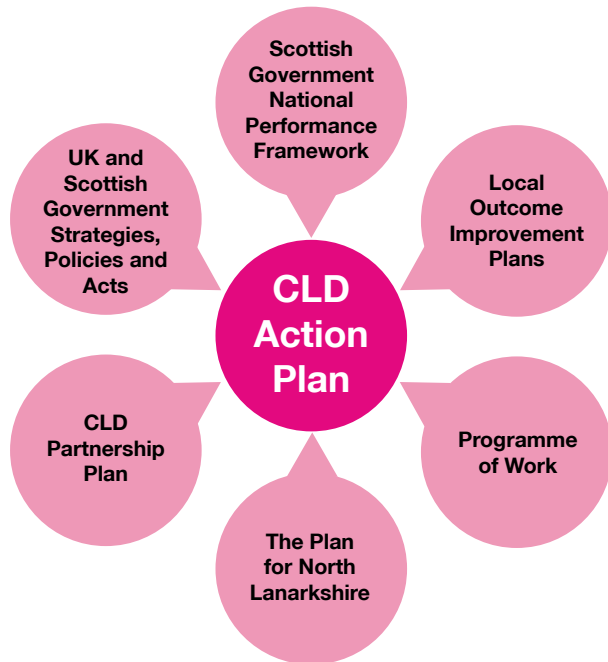 Scottish
Government
National
Performance
Framework
UK and
Scottish
Government
Strategies,
Policies and
Acts
Local
Outcome
Improvement
Plans
CLD
Action
Plan
CLD
Partnership
Plan
Programme
of Work
The Plan
for North
Lanarkshire